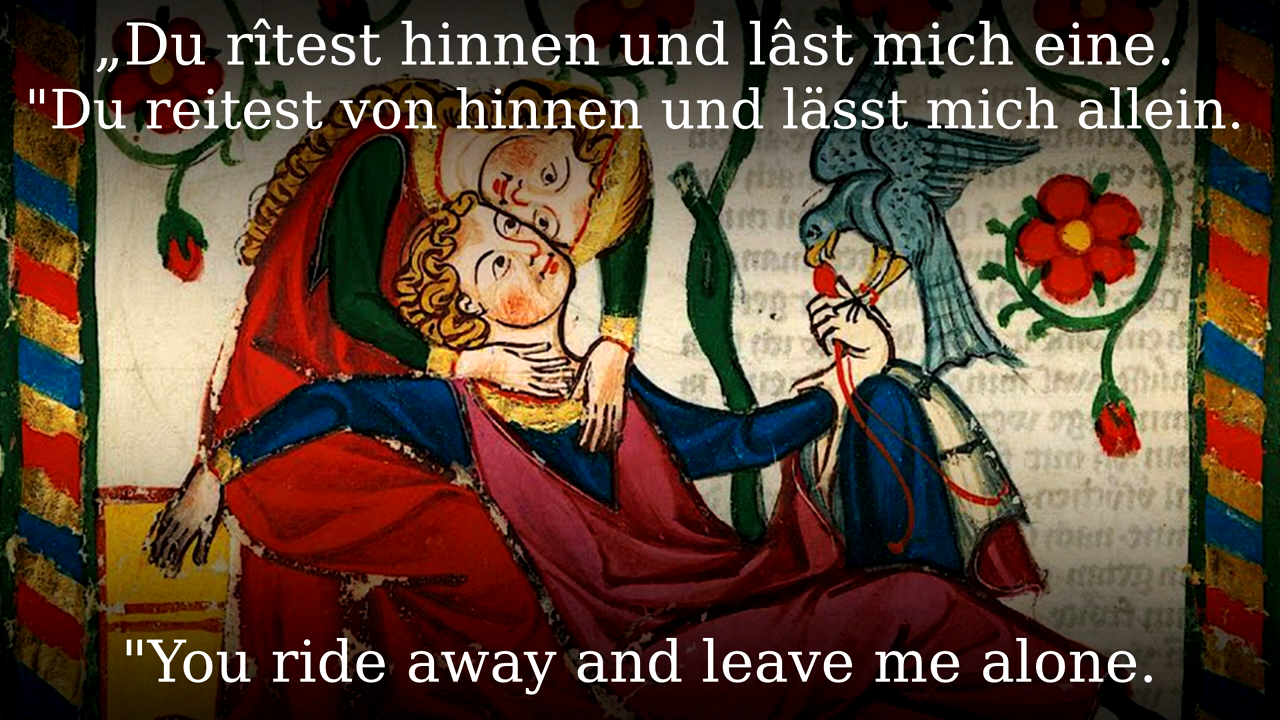 „Du rîtest hinnen und lâst mich eine.
"Du reitest von hinnen und lässt mich allein.
"You ride away and leave me alone.